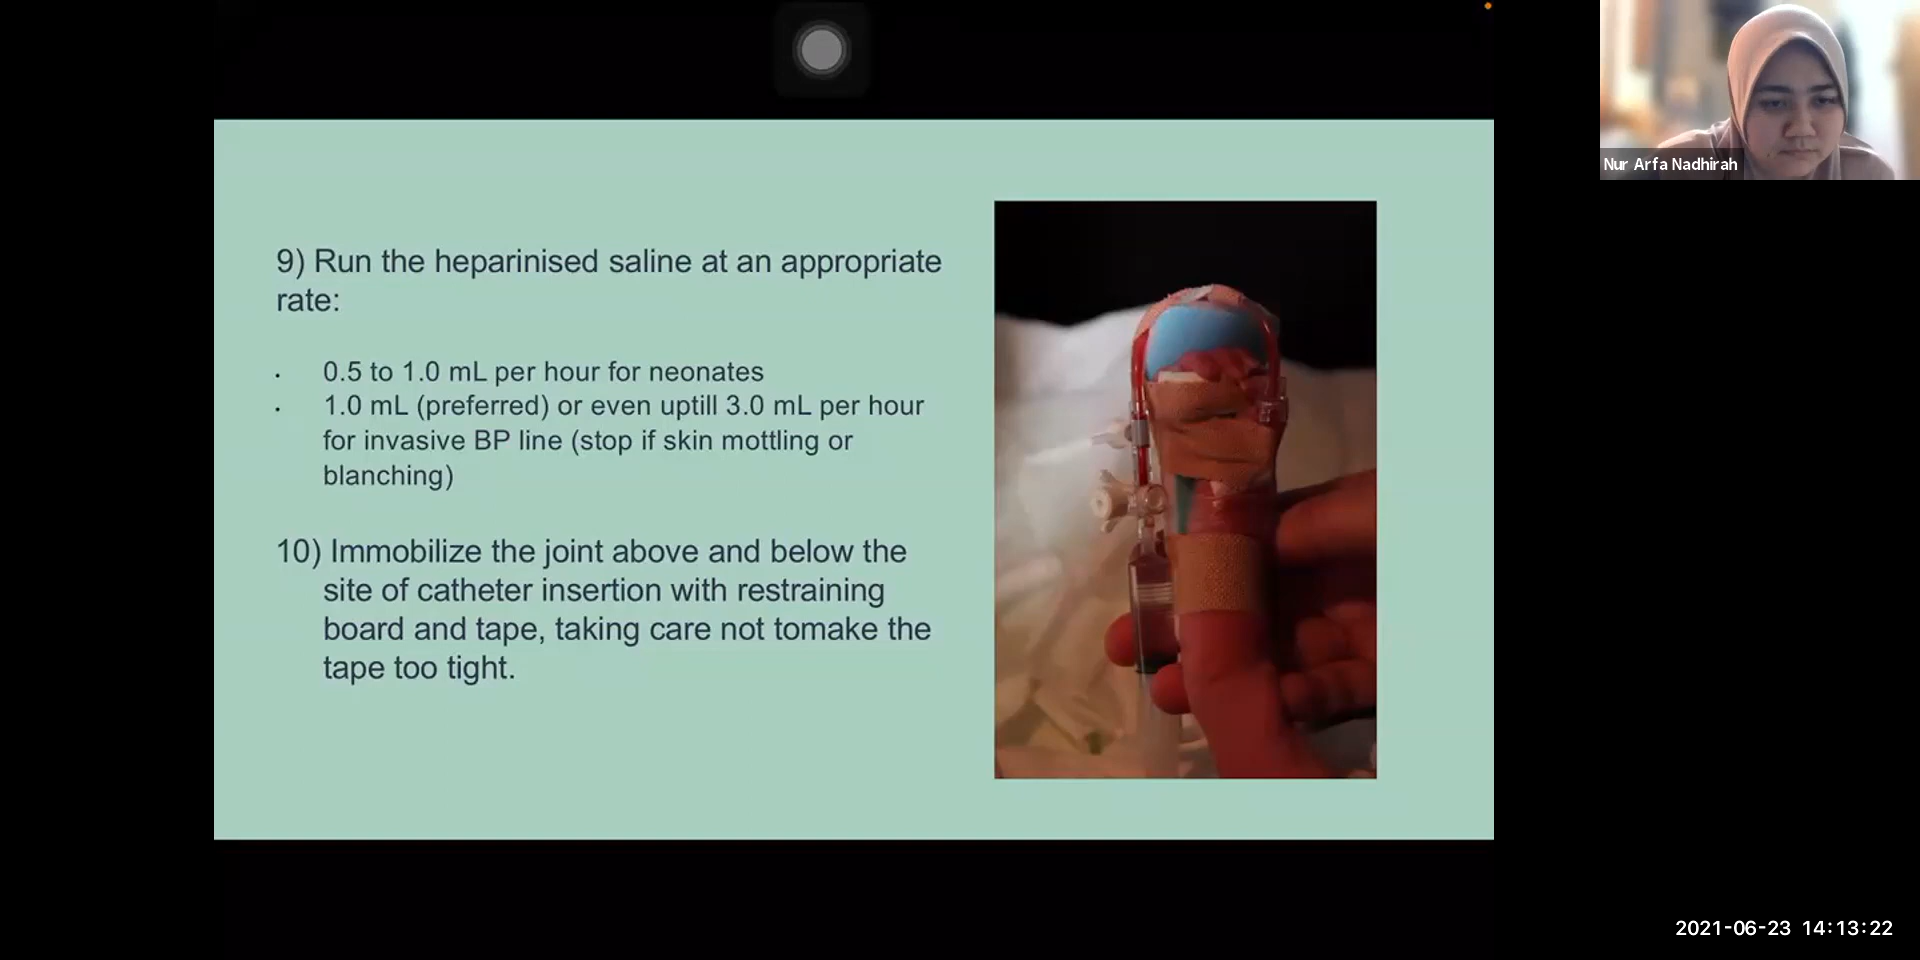 Nur Arfa Nadhirah
9) Run the heparinised saline at an appropriate
rate:
• 0.5 to 1.0 mL per hour for neonates
• 1.0 mL (preferred) or even uptill 3.0 mL per hour
for invasive BP line (stop if skin mottling or
blanching)
10) Immobilize the joint above and below the
site of catheter insertion with restraining
board and tape, taking care not tomake the
tape too tight.
2021-06-23 14:13:22